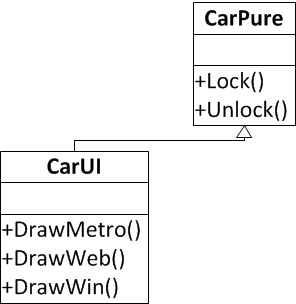 CarPure
+Lock()
+Unlock()
CarUI
+DrawMetro()
+DrawWeb()
+DrawWin()